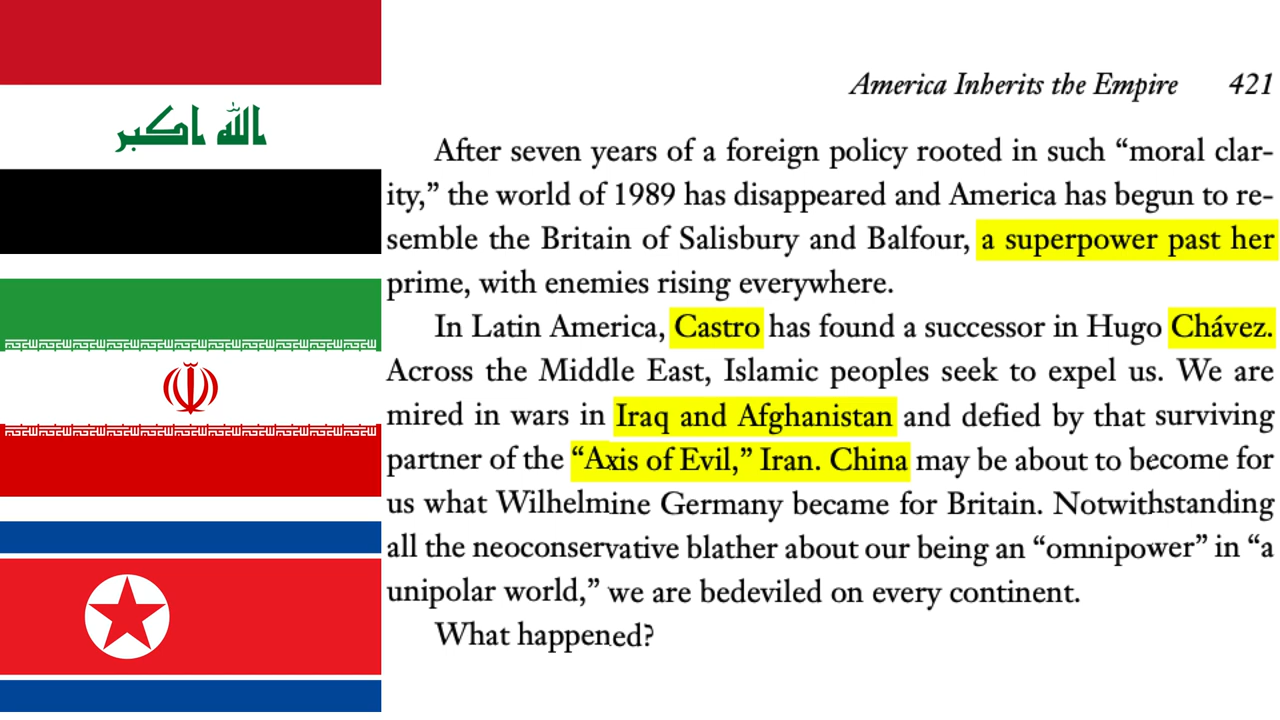 الله اكبر
America Inherits the Empire 421
After seven years of a foreign policy rooted in such “moral clar-
ity,” the world of 1989 has disappeared and America has begun to re-
semble the Britain of Salisbury and Balfour, a superpower past her
prime, with enemies rising everywhere.
In Latin America, Castro has found a successor in Hugo Chávez.
Across the Middle East, Islamic peoples seek to expel us. We are
mired in wars in Iraq and Afghanistan and defied by that surviving
partner of the “Axis of Evil,” Iran. China may be about to become for
us what Wilhelmine Germany became for Britain. Notwithstanding
all the neoconservative blather about our being an “omnipower” in “a
unipolar world,” we are bedeviled on every continent.
What happened?